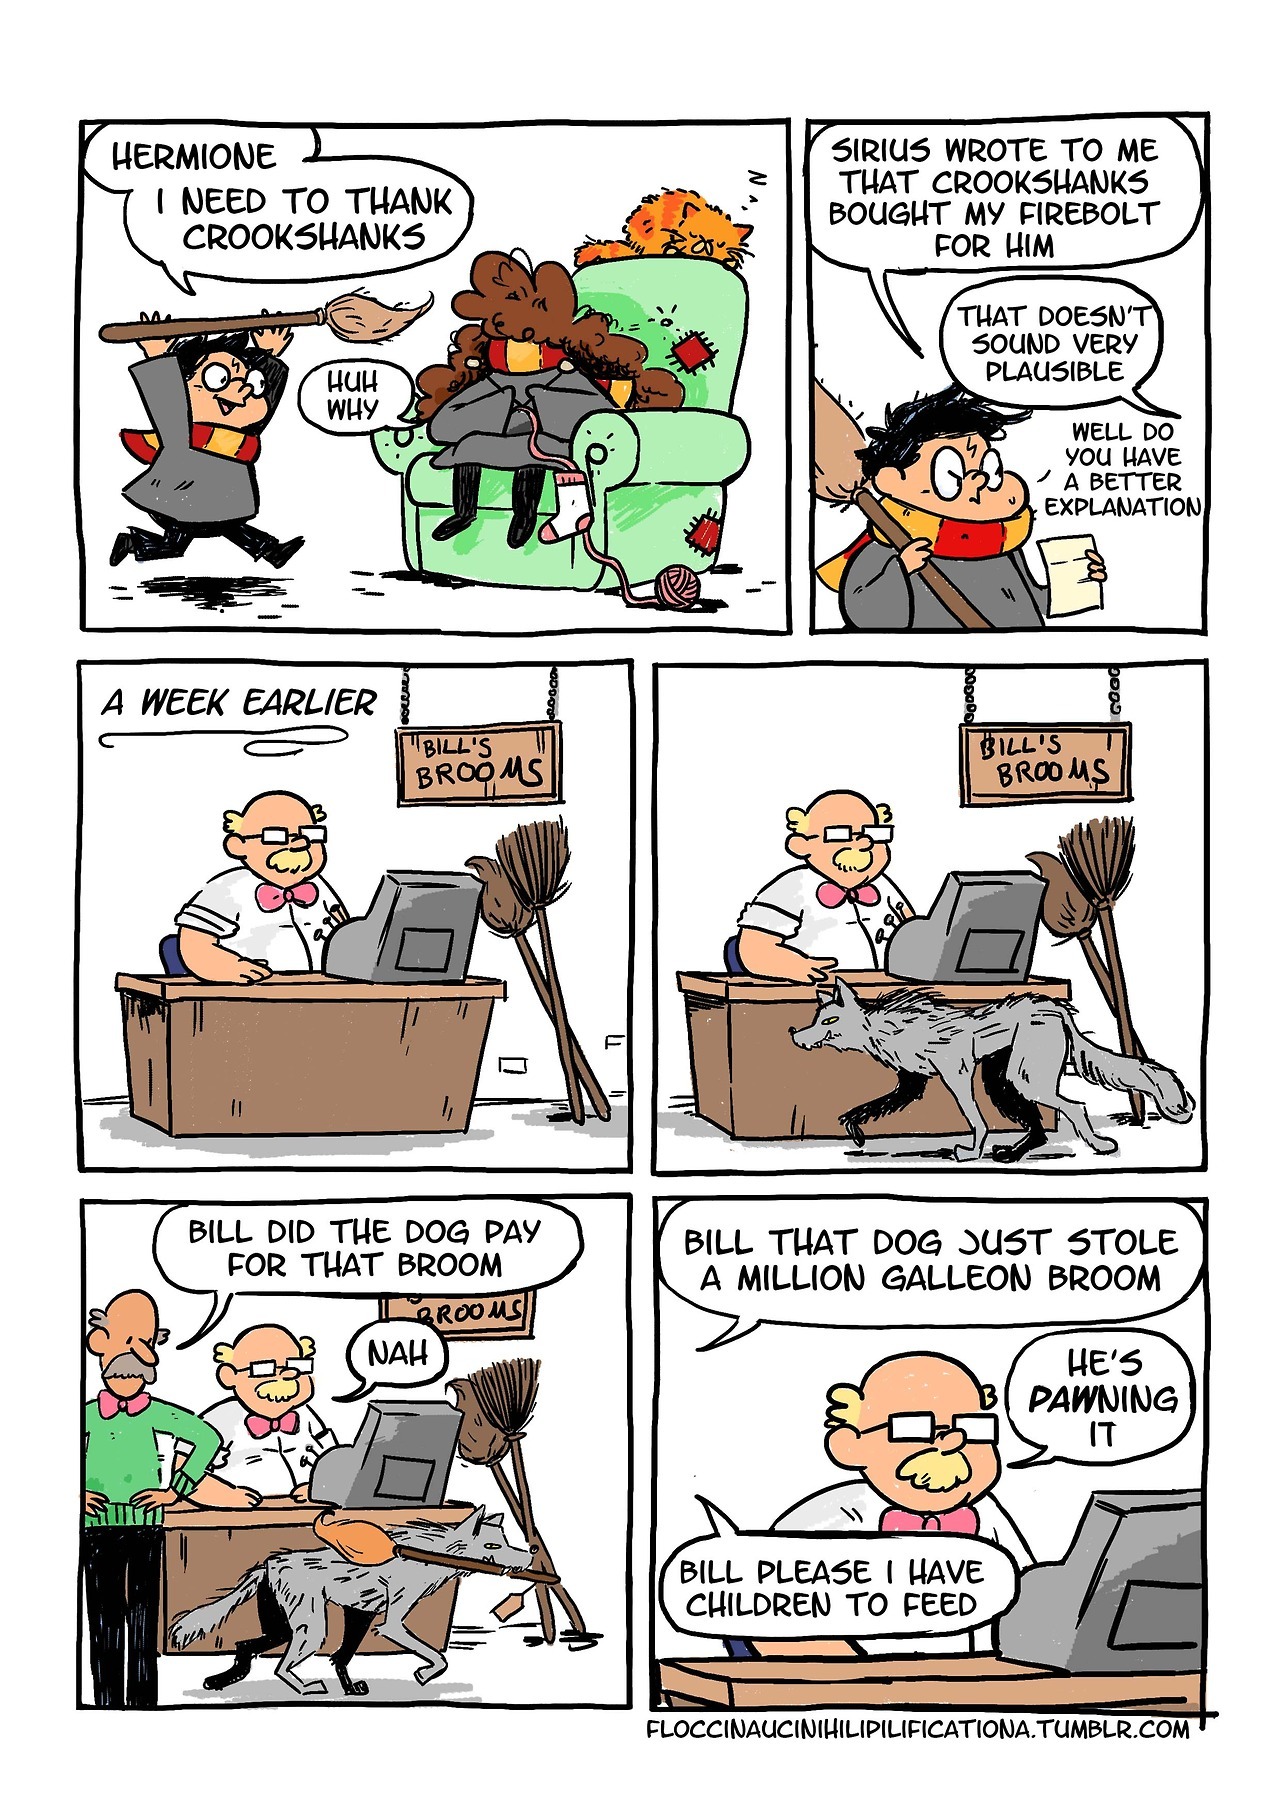 HERMIONE
I NEED TO THANK
CROOKSHANKS
HUH
WHY
Z
SIRIUS WROTE TO ME
THAT CROOKSHANKS
BOUGHT MY FIREBOLT
FOR HIM
THAT DOESN'T
SOUND VERY
PLAUSIBLE
WELL DO
YOU HAVE
A BETTER
EXPLANATION
A WEEK EARLIER
BILL'S
BROOMS
BILL'S
BROOMS
BILL DID THE DOG PAY
FOR THAT BROOM
BROOMS
NAH
BILL THAT DOG JUST STOLE
A MILLION GALLEON BROOM
HE'S
PAWNING
IT
BILL PLEASE I HAVE
CHILDREN TO FEED
FLOCCINAUCINIHILIPILIFICATIONA.TUMBLR.COM